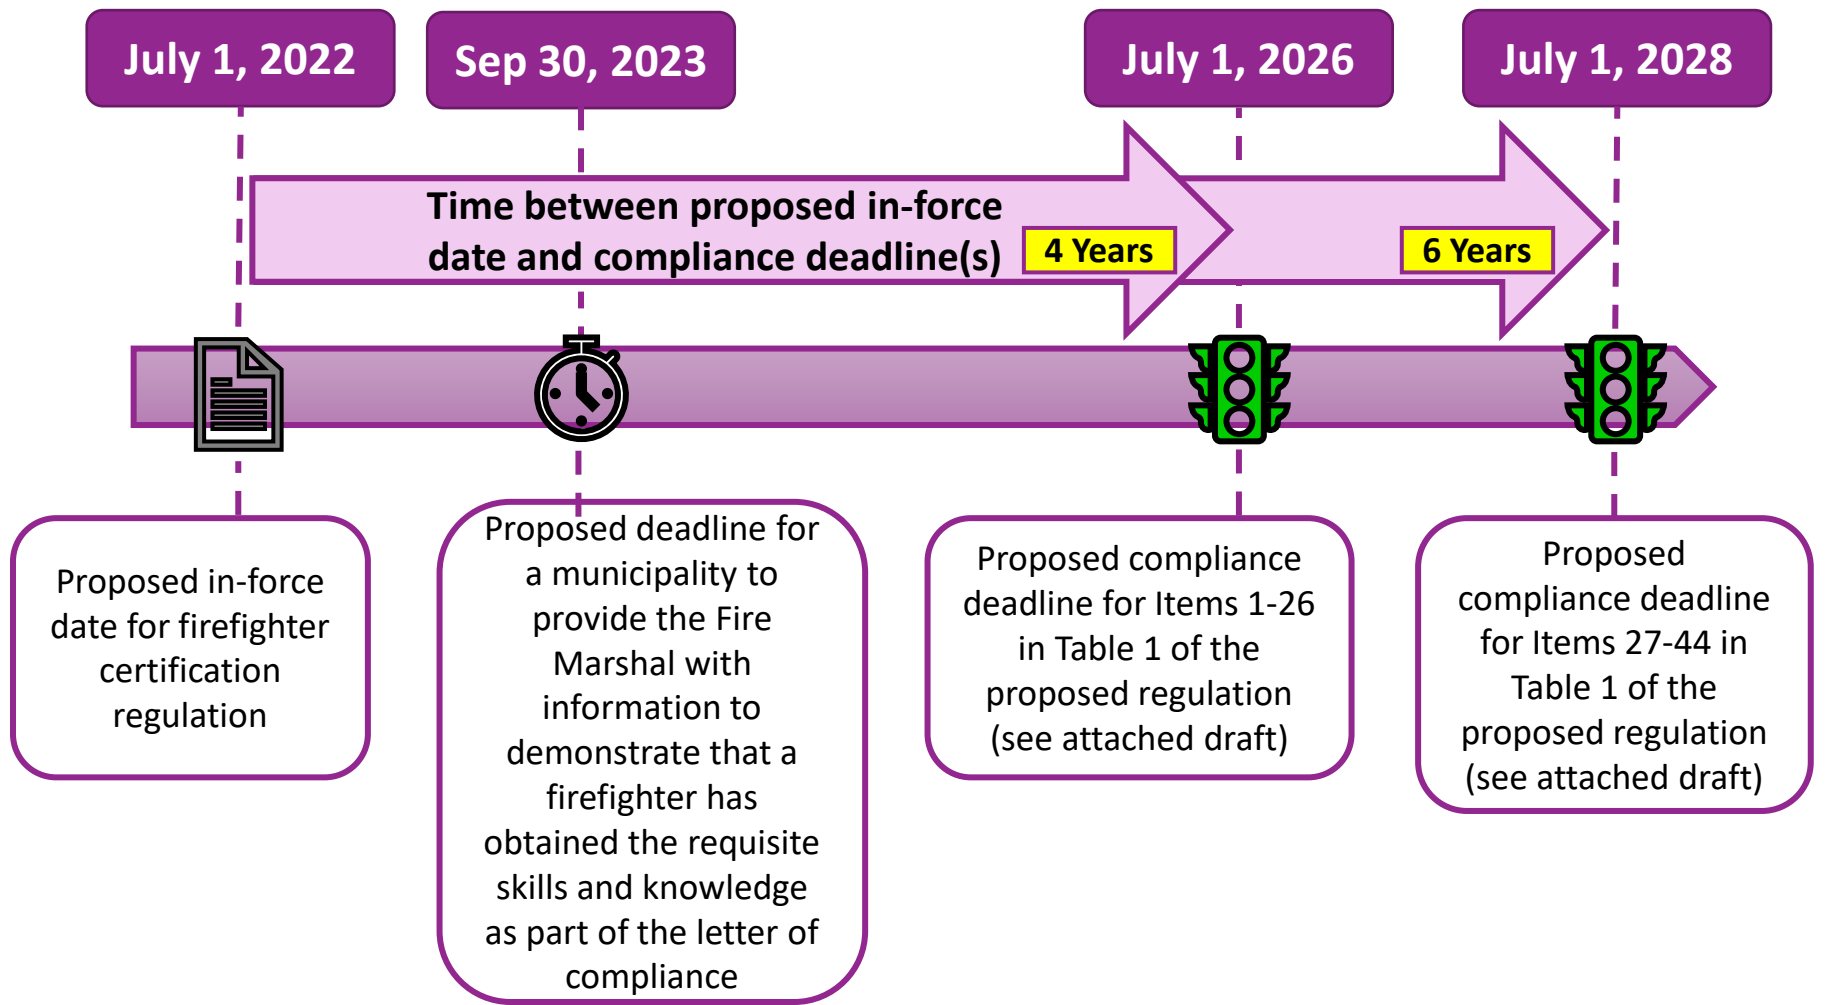 July 1, 2022
Sep 30, 2023
July 1, 2026
July 1, 2028
Time between proposed in-force
date and compliance deadline(s)
4 Years
6 Years
Proposed in-force
date for firefighter
certification
regulation
Proposed deadline for
a municipality to
provide the Fire
Marshal with
information to
demonstrate that a
firefighter has
obtained the requisite
skills and knowledge
as part of the letter of
compliance
Proposed compliance
deadline for Items 1-26
in Table 1 of the
proposed regulation
(see attached draft)
Proposed
compliance deadline
for Items 27-44 in
Table 1 of the
proposed regulation
(see attached draft)